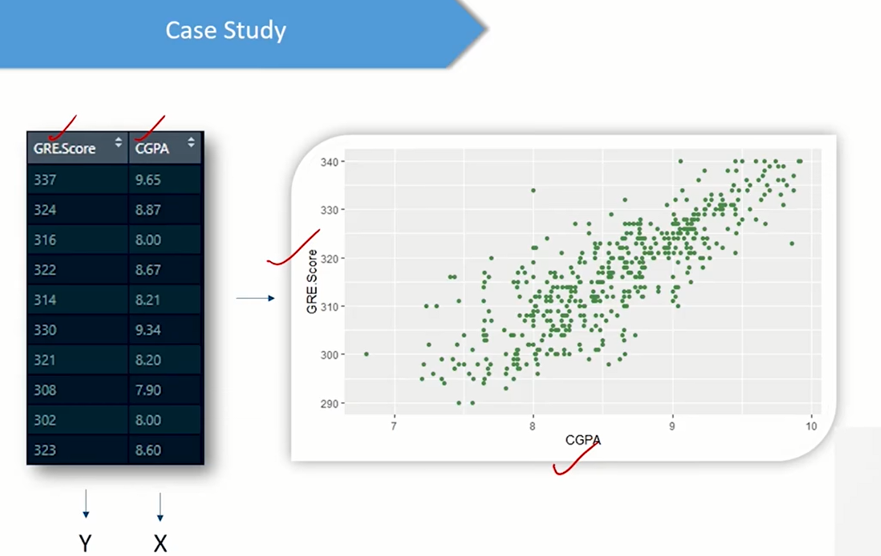 Case Study
GRE.Score CGPA
337 9.65
324 8.87
316 8.00
322 8.67
314 8.21
330 9.34
321 8.20
308 7.90
302 8.00
323 8.60
Y X
GRE.Score
340
330
320
310
300
290
7 8 9 10
CGPA